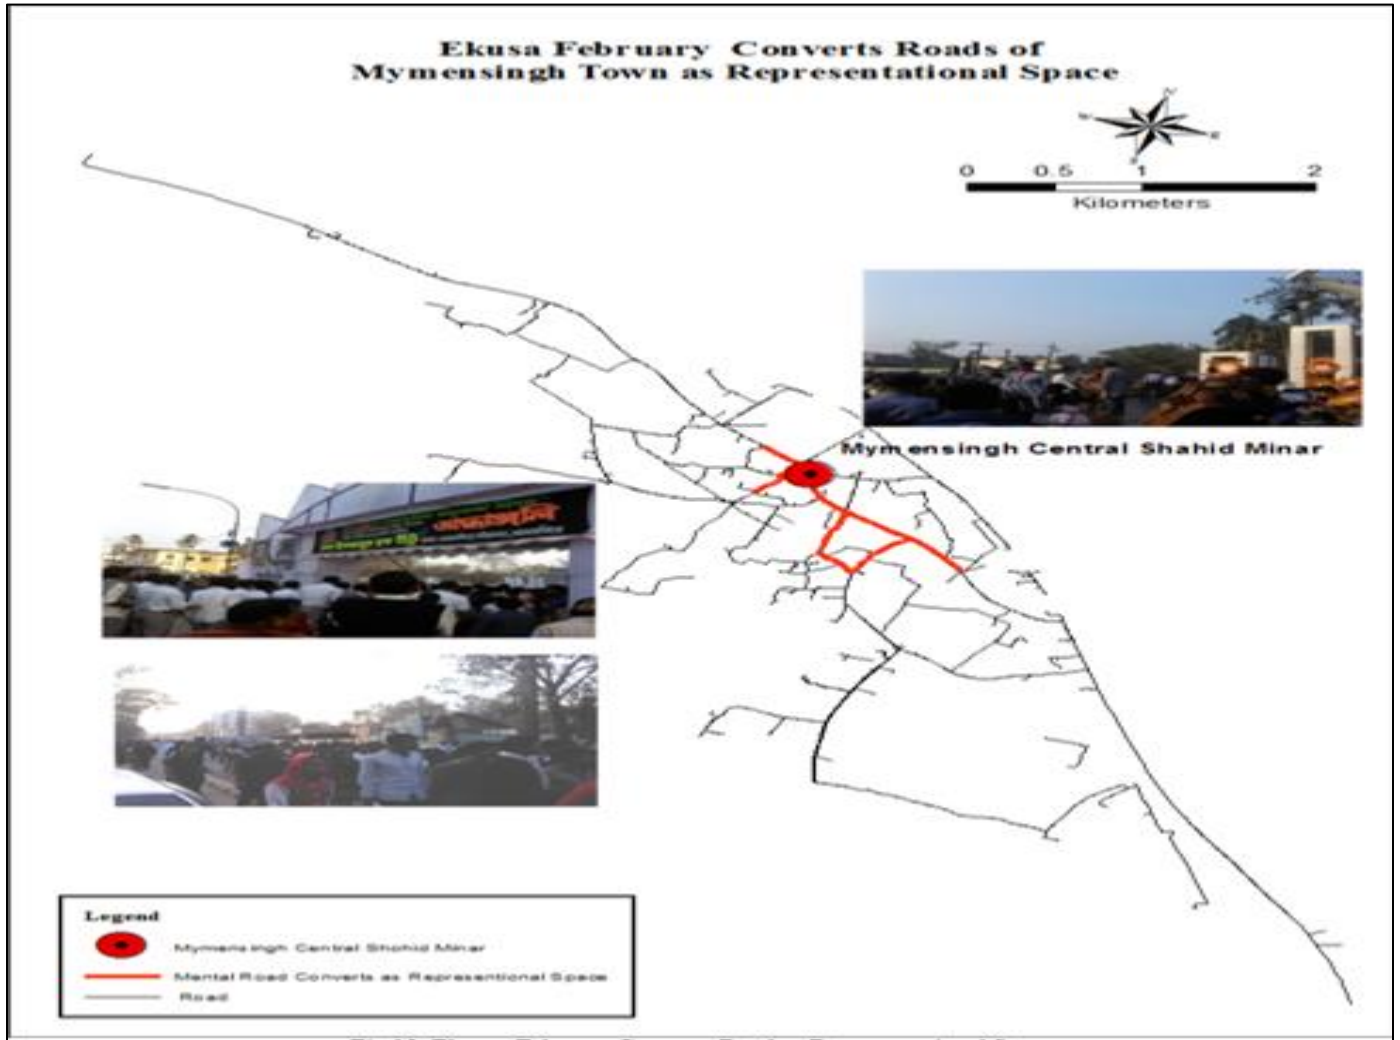 Ekusa February Converts Roads of
Mymensingh Town as Representational Space
N
W
E
S
0 0.5 1 2
Kilometers
Mymensingh Central Shahid Minar
Legend
Mymensingh Central Shohid Minar
Mental Road Converts as Representional Space
Road